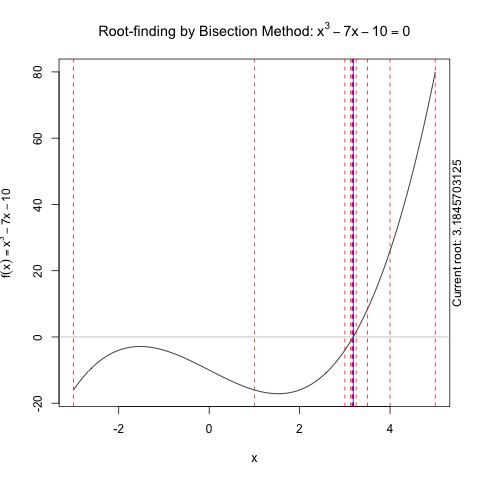 Root-finding by Bisection Method: x³ − 7x − 10 = 0
f(x) = x³ − 7x − 10
80
60
40
20
0
-20
-2
0
2
4
x
Current root: 3.1845703125